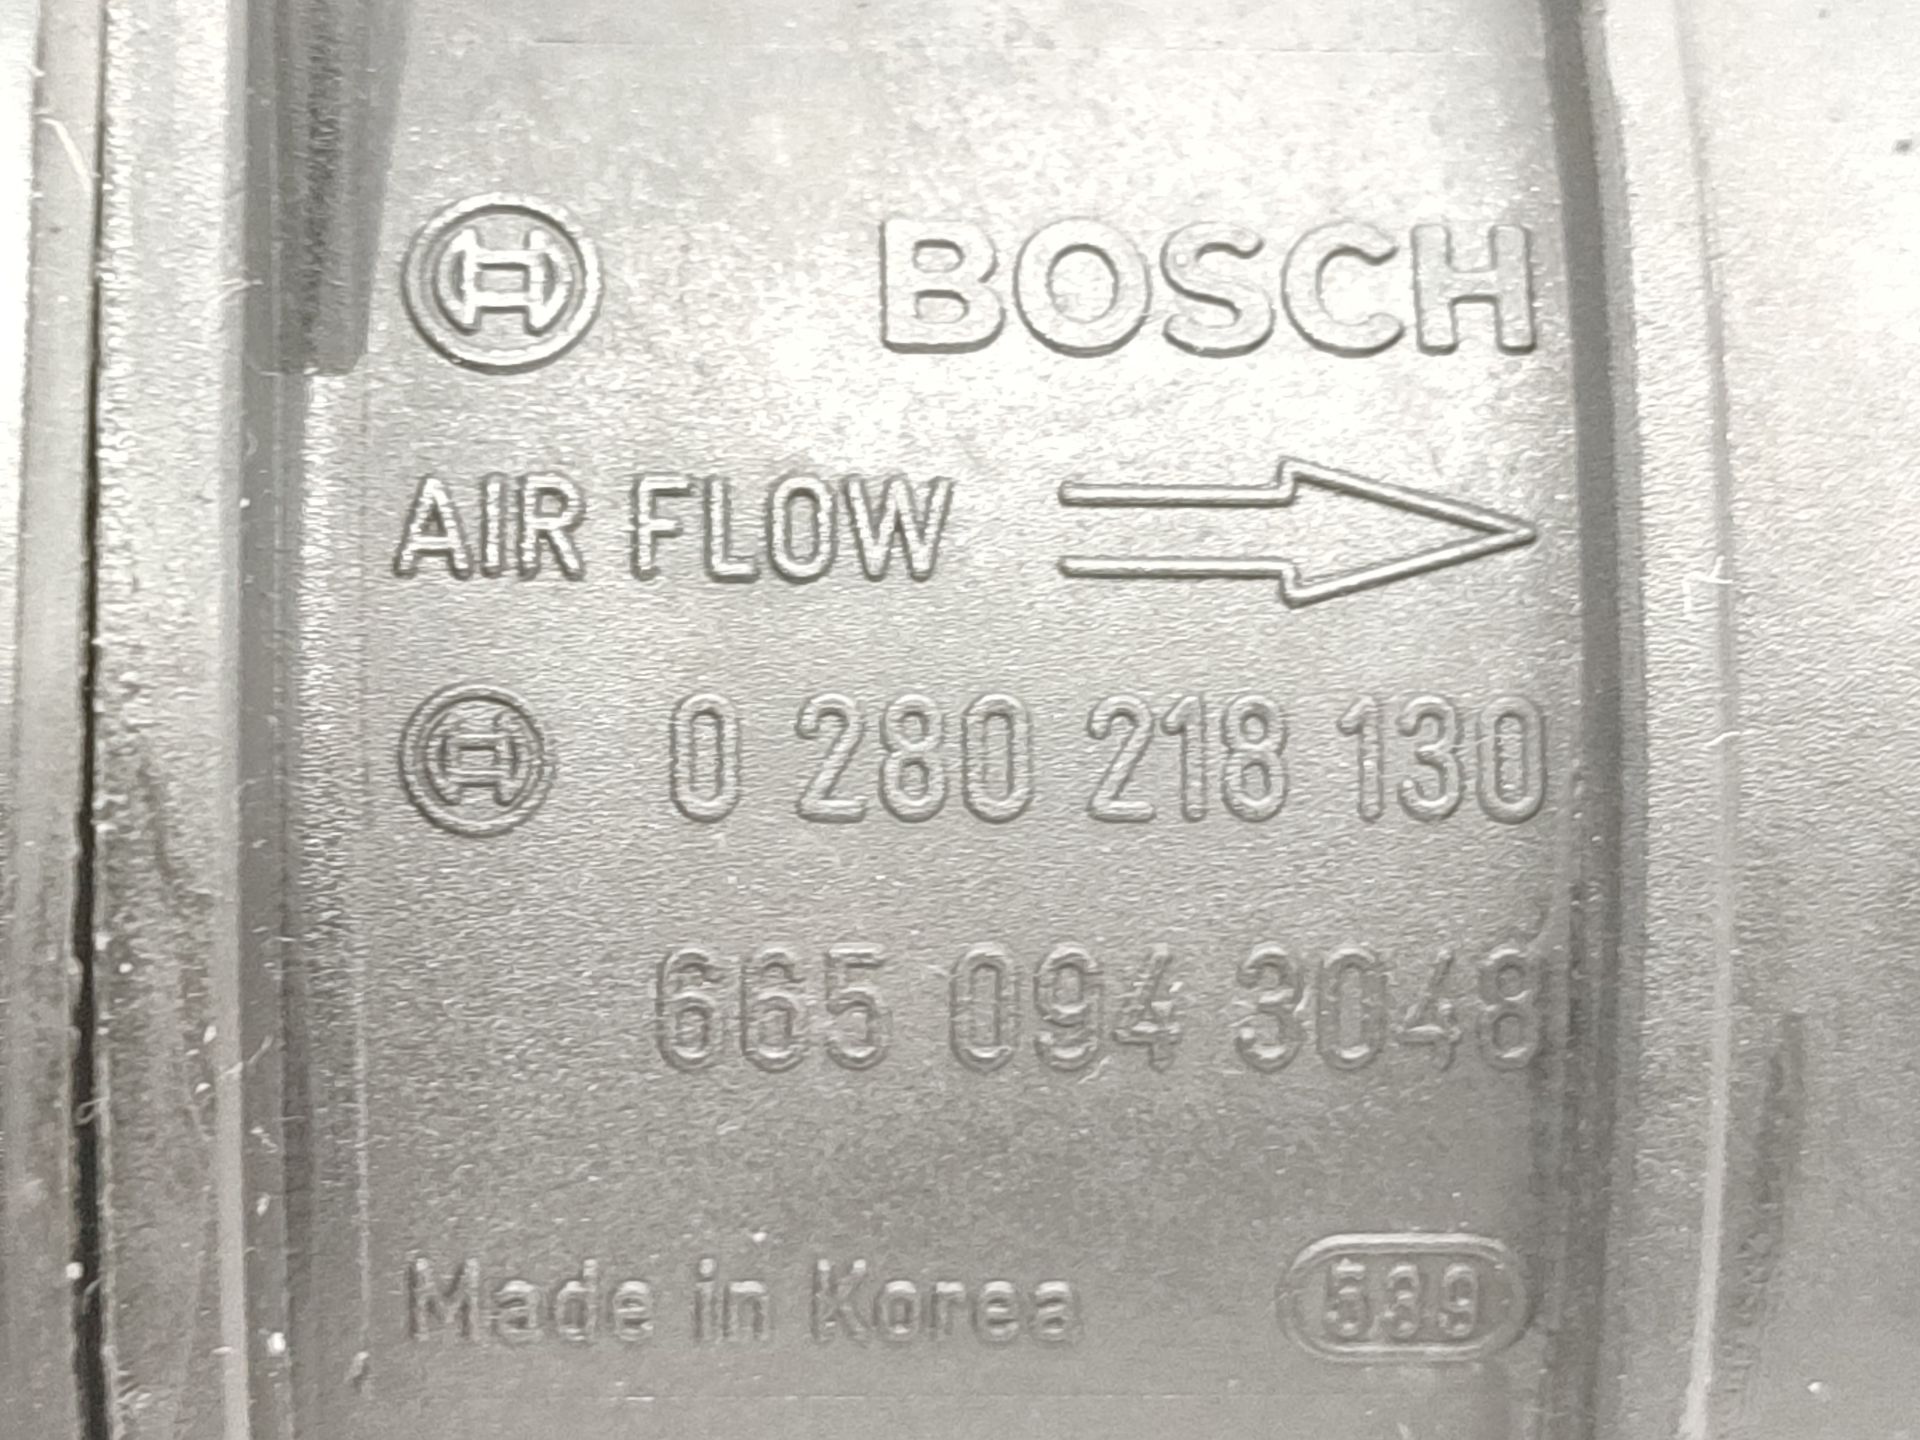 BOSCH
AIR FLOW
0 280 218 130
665 094 3048
Made in Korea 539